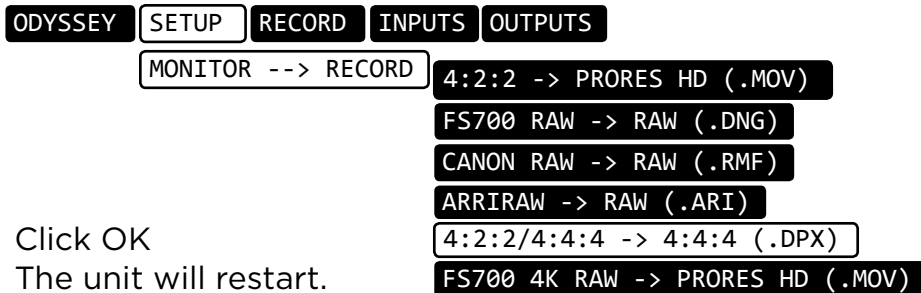 ODYSSEY SETUP RECORD INPUTS OUTPUTS
MONITOR --> RECORD
4:2:2 -> PRORES HD (.MOV)
FS700 RAW -> RAW (.DNG)
CANON RAW -> RAW (.RMF)
ARRIRAW -> RAW (.ARI)
4:2:2/4:4:4 -> 4:4:4 (.DPX)
FS700 4K RAW -> PRORES HD (.MOV)
Click OK
The unit will restart.